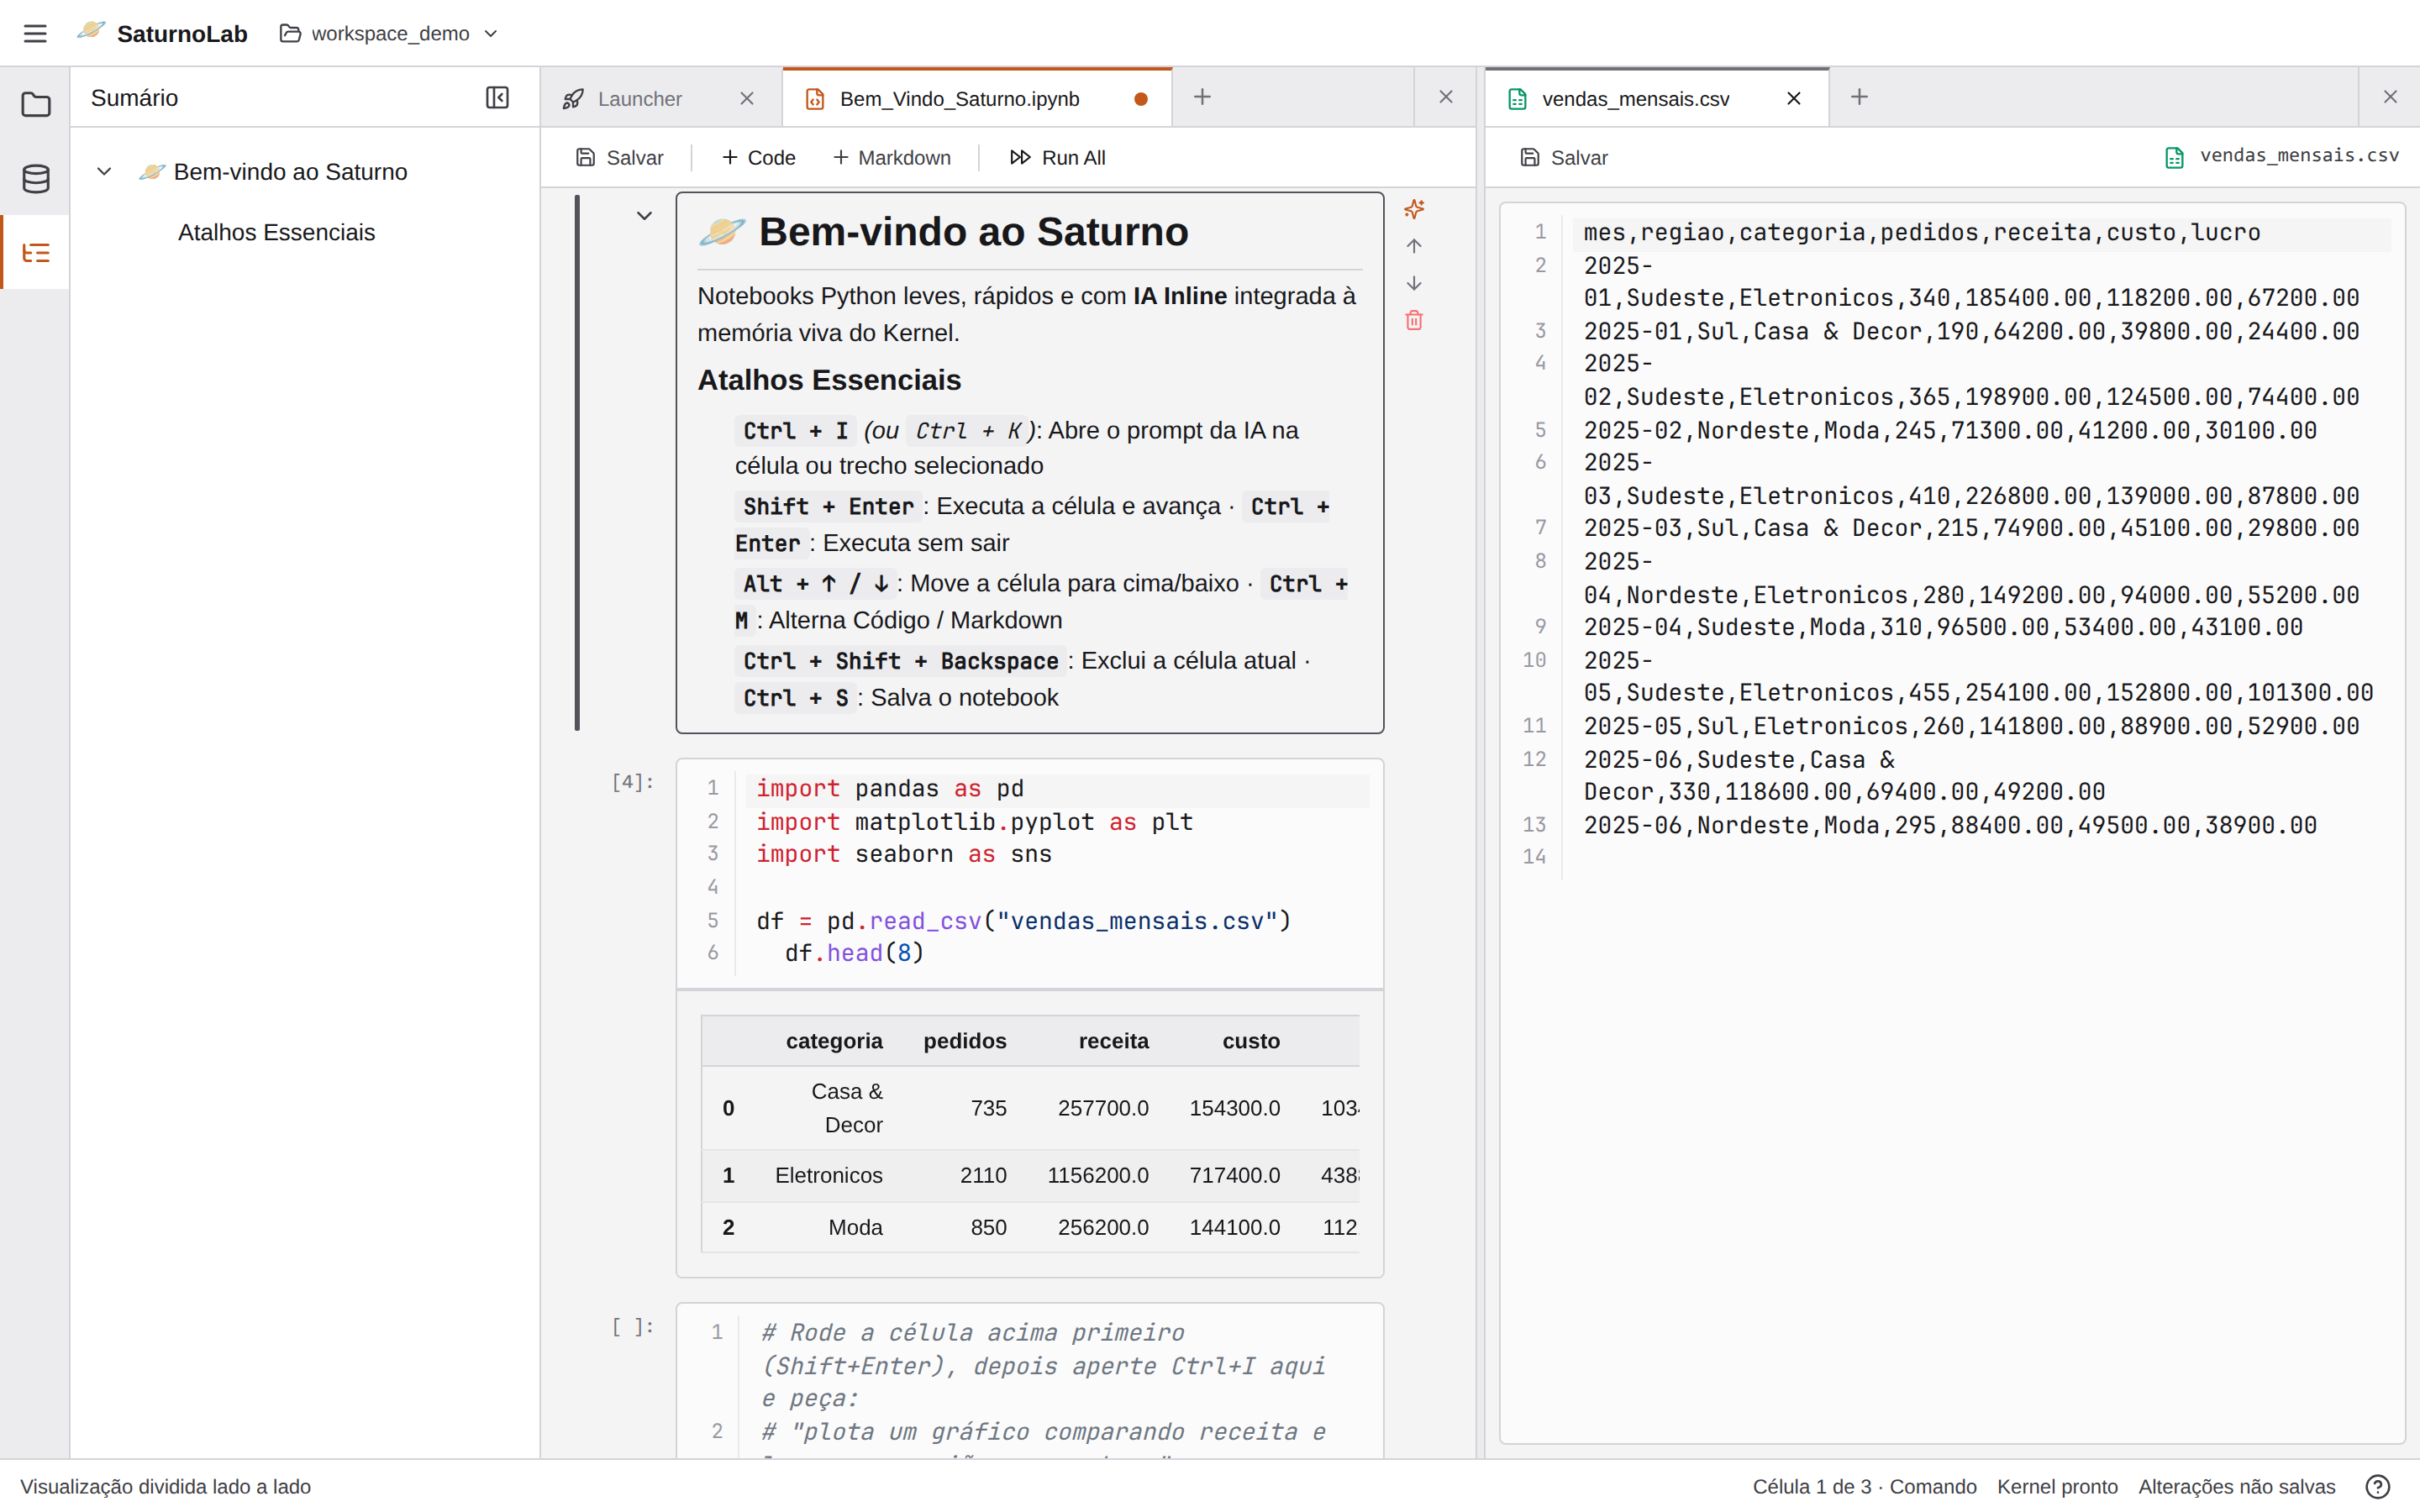 SaturnoLab
workspace_demo
Sumário
Bem-vindo ao Saturno
Atalhos Essenciais
Launcher
Bem_Vindo_Saturno.ipynb
Salvar
Code
Markdown
Run All
Bem-vindo ao Saturno
Notebooks Python leves, rápidos e com IA Inline integrada à
memória viva do Kernel.
Atalhos Essenciais
Ctrl + I (ou Ctrl + K): Abre o prompt da IA na
célula ou trecho selecionado
Shift + Enter: Executa a célula e avança · Ctrl +
Enter: Executa sem sair
Alt + ↑ / ↓: Move a célula para cima/baixo · Ctrl +
M: Alterna Código / Markdown
Ctrl + Shift + Backspace: Exclui a célula atual ·
Ctrl + S: Salva o notebook
[4]:
1 import pandas as pd
2 import matplotlib.pyplot as plt
3 import seaborn as sns
4
5 df = pd.read_csv("vendas_mensais.csv")
6   df.head(8)
categoria pedidos receita custo
Casa &
0 735 257700.0 154300.0 1034
Decor
1 Eletronicos 2110 1156200.0 717400.0 438
2 Moda 850 256200.0 144100.0 112
[ ]:
1 # Rode a célula acima primeiro
(Shift+Enter), depois aperte Ctrl+I aqui
e peça:
2 # "plota um gráfico comparando receita e
vendas_mensais.csv
Salvar
vendas_mensais.csv
1 mes,regiao,categoria,pedidos,receita,custo,lucro
2 2025-
01,Sudeste,Eletronicos,340,185400.00,118200.00,67200.00
3 2025-01,Sul,Casa & Decor,190,64200.00,39800.00,24400.00
4 2025-
02,Sudeste,Eletronicos,365,198900.00,124500.00,74400.00
5 2025-02,Nordeste,Moda,245,71300.00,41200.00,30100.00
6 2025-
03,Sudeste,Eletronicos,410,226800.00,139000.00,87800.00
7 2025-03,Sul,Casa & Decor,215,74900.00,45100.00,29800.00
8 2025-
04,Nordeste,Eletronicos,280,149200.00,94000.00,55200.00
9 2025-04,Sudeste,Moda,310,96500.00,53400.00,43100.00
10 2025-
05,Sudeste,Eletronicos,455,254100.00,152800.00,101300.00
11 2025-05,Sul,Eletronicos,260,141800.00,88900.00,52900.00
12 2025-06,Sudeste,Casa &
Decor,330,118600.00,69400.00,49200.00
13 2025-06,Nordeste,Moda,295,88400.00,49500.00,38900.00
14
Visualização dividida lado a lado
Célula 1 de 3 · Comando
Kernel pronto
Alterações não salvas